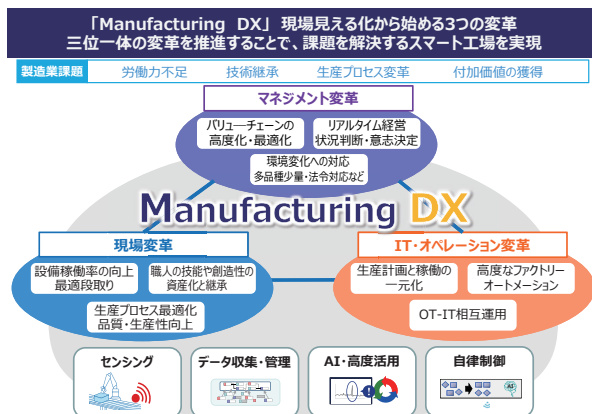 「Manufacturing DX」現場見える化から始める3つの変革
三位一体の変革を推進することで、課題を解決するスマート工場を実現
製造業課題 労働力不足 技術継承 生産プロセス変革 付加価値の獲得
マネジメント変革
バリューチェーンの
高度化・最適化
リアルタイム経営
状況判断・意志決定
環境変化への対応
多品種少量・法令対応など
Manufacturing DX
現場変革
設備稼働率の向上
最適段取り
職人の技能や創造性の
資産化と継承
生産プロセス最適化
品質・生産性向上
IT・オペレーション変革
生産計画と稼働の
一元化
高度なファクトリー
オートメーション
OT-IT相互運用
センシング
データ収集・管理
AI・高度活用
自律制御
AI